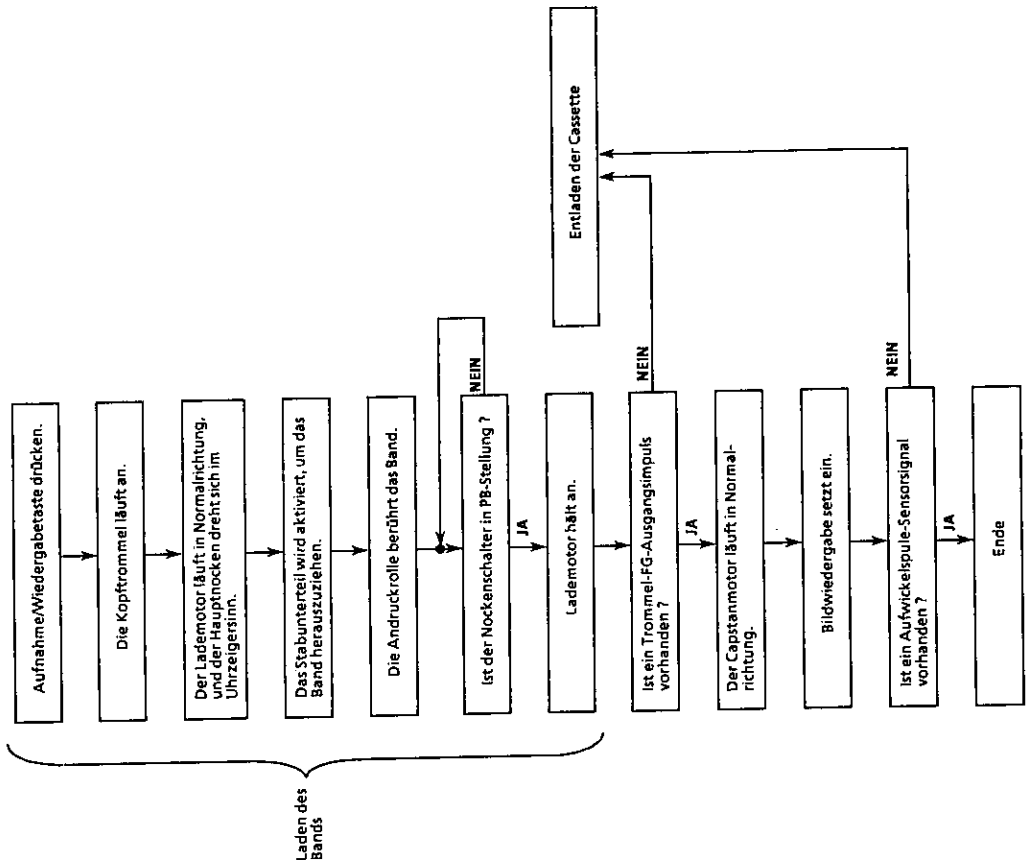 Aufnahme/Wiedergabetaste drücken.
Die Kopftrommel läuft an.
Der Lademotor läuft in Normalrichtung,
und der Hauptnocken dreht sich im
Uhrzeigersinn.
Das Stabunterteil wird aktiviert, um das
Band herauszuziehen.
Die Andruckrolle berührt das Band.
Ist der Nockenschalter in PB-Stellung ?
NEIN
JA
Lademotor hält an.
Laden des
Bands
Ist ein Trommel-FG-Ausgangsimpuls
vorhanden ?
NEIN
JA
Entladen der Cassette
Der Capstanmotor läuft in Normal-
richtung.
Bildwiedergabe setzt ein.
Ist ein Aufwickelspule-Sensorsignal
vorhanden ?
NEIN
JA
Ende